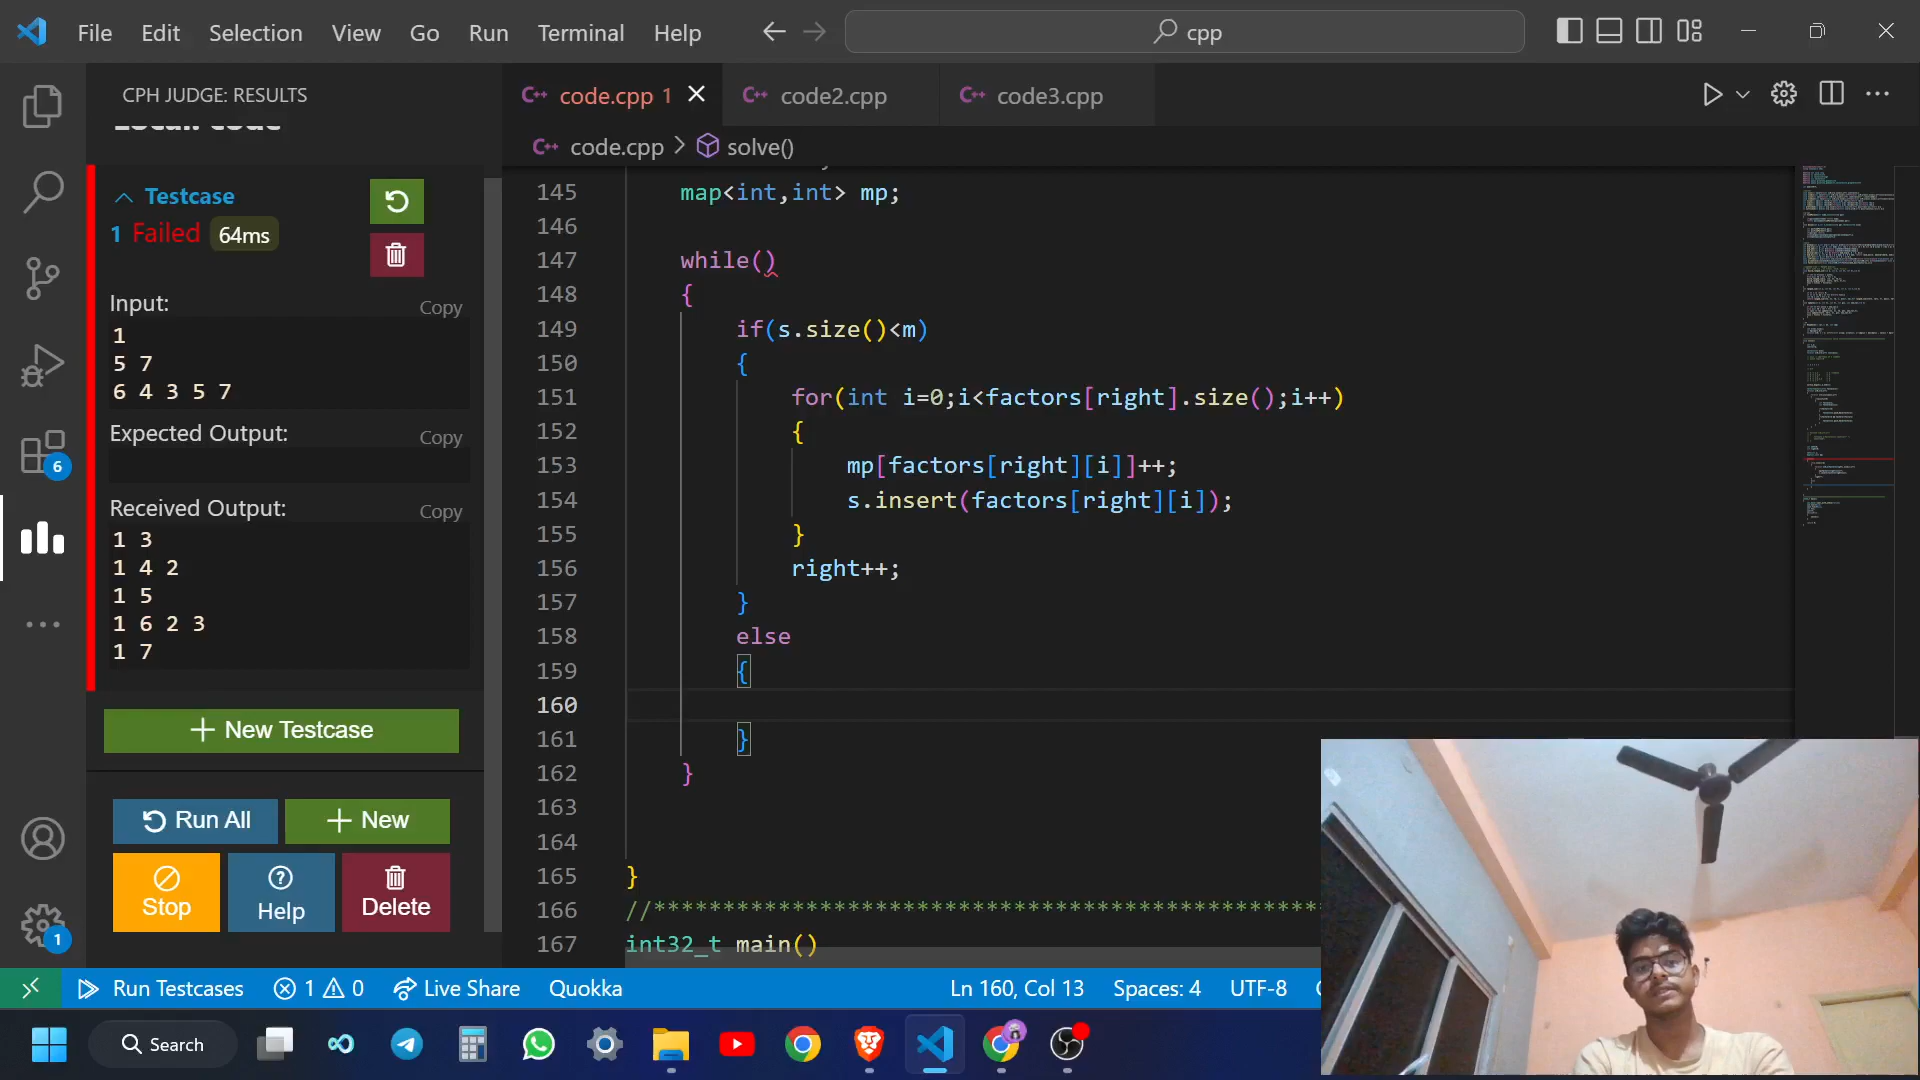 File Edit Selection View Go Run Terminal Help
cpp
CPH JUDGE: RESULTS
Local: code
Testcase
1 Failed 64ms
Input:
Copy
1
5 7
6 4 3 5 7
Expected Output:
Copy
Received Output:
Copy
1 3
1 4 2
1 5
1 6 2 3
1 7
New Testcase
Run All
New
Stop
Help
Delete
6
1
C++ code.cpp 1
C++ code2.cpp
C++ code3.cpp
C++ code.cpp > solve()
145 map<int,int> mp;
146
147 while()
148 {
149 if(s.size()<m)
150 {
151 for(int i=0;i<factors[right].size();i++)
152 {
153 mp[factors[right][i]]++;
154 s.insert(factors[right][i]);
155 }
156 right++;
157 }
158 else
159 {
160
161 }
162 }
163
164
165 }
166 //************************************************
167 int32_t main()
Run Testcases
1
0
Live Share
Quokka
Ln 160, Col 13
Spaces: 4
UTF-8
Search